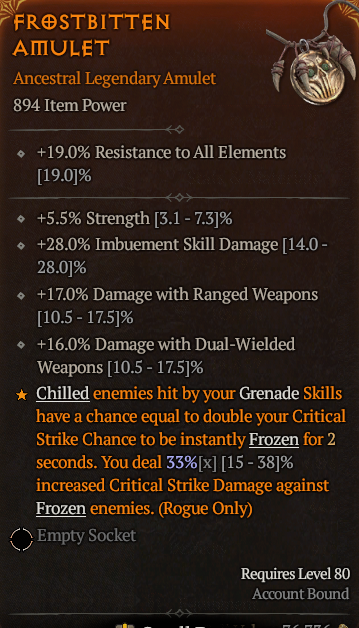 FROSTBITTEN
AMULET
Ancestral Legendary Amulet
894 Item Power
+19.0% Resistance to All Elements
[19.0]%
+5.5% Strength [3.1 - 7.3]%
+28.0% Imbuement Skill Damage [14.0 -
28.0]%
+17.0% Damage with Ranged Weapons
[10.5 - 17.5]%
+16.0% Damage with Dual-Wielded
Weapons [10.5 - 17.5]%
Chilled enemies hit by your Grenade Skills
have a chance equal to double your Critical
Strike Chance to be instantly Frozen for 2
seconds. You deal 33%[x] [15 - 38]%
increased Critical Strike Damage against
Frozen enemies. (Rogue Only)
Empty Socket
Requires Level 80
Account Bound